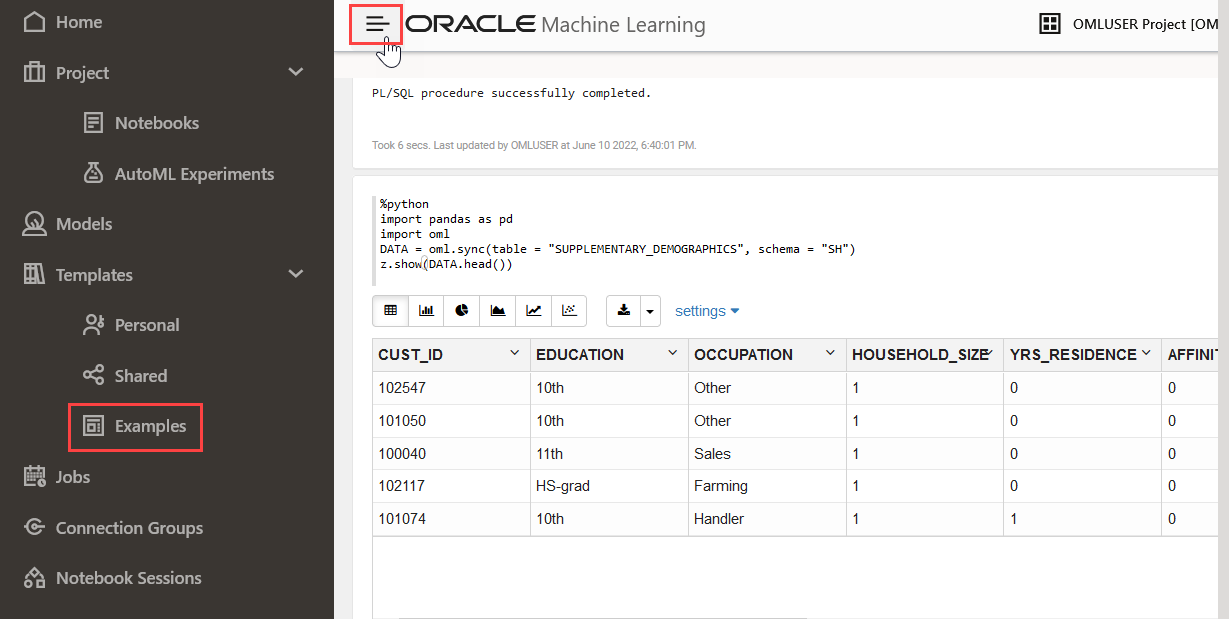 Home
Project
Notebooks
AutoML Experiments
Models
Templates
Personal
Shared
Examples
Jobs
Connection Groups
Notebook Sessions
ORACLE Machine Learning
OMLUSER Project [OM
PL/SQL procedure successfully completed.
Took 6 secs. Last updated by OMLUSER at June 10 2022, 6:40:01 PM.
%python
import pandas as pd
import oml
DATA = oml.sync(table = "SUPPLEMENTARY_DEMOGRAPHICS", schema = "SH")
z.show(DATA.head())
settings
CUST_ID EDUCATION OCCUPATION HOUSEHOLD_SIZE YRS_RESIDENCE AFFINIT
102547 10th Other 1 0 0
101050 10th Other 1 0 0
100040 11th Sales 1 0 0
102117 HS-grad Farming 1 0 0
101074 10th Handler 1 1 0